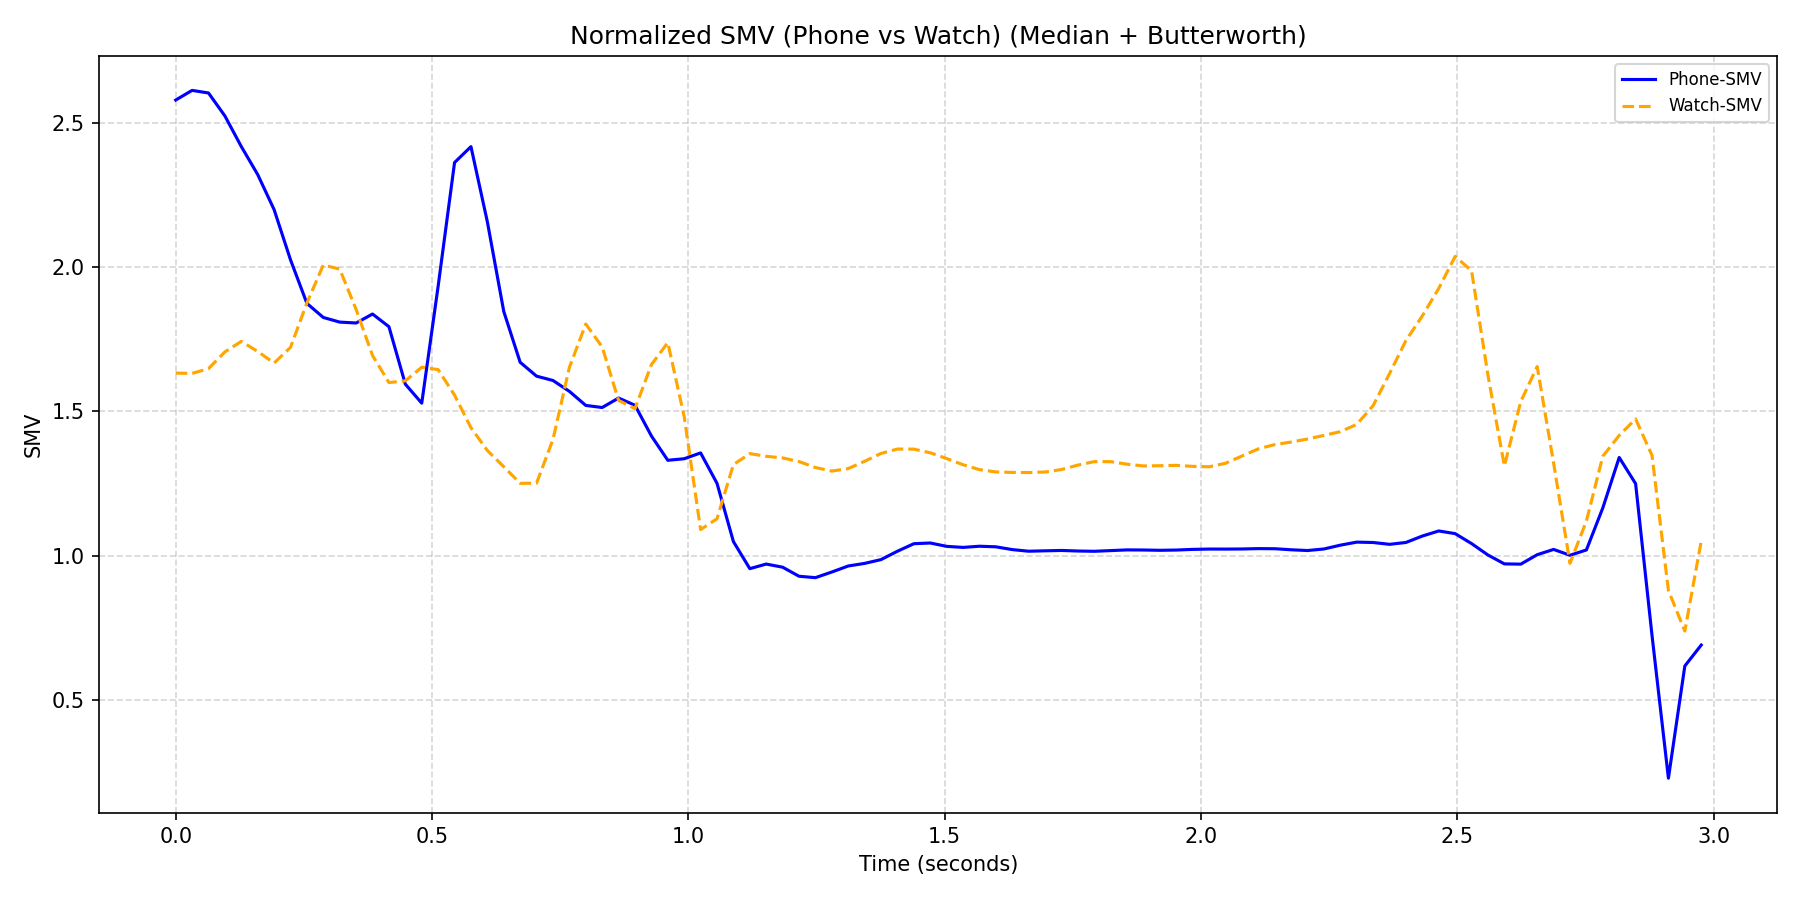 Normalized SMV (Phone vs Watch) (Median + Butterworth)
Phone-SMV
Watch-SMV
SMV
2.5
2.0
1.5
1.0
0.5
0.0 0.5 1.0 1.5 2.0 2.5 3.0
Time (seconds)